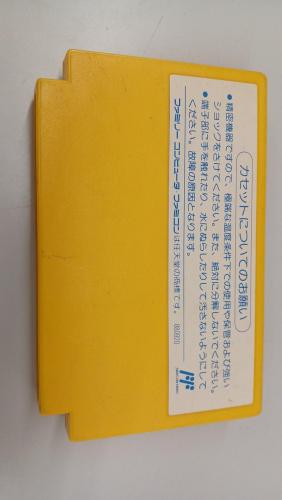 カセットについてのお願い
●精密機器ですので、極端な温度条件下での使用や保管および強い
ショックをさけてください。また、絶対に分解しないでください。
●端子部に手を触れたり、水にぬらしたりして汚さないようにして
ください。故障の原因となります。
ファミリーコンピュータ・ファミコンは任天堂の商標です。